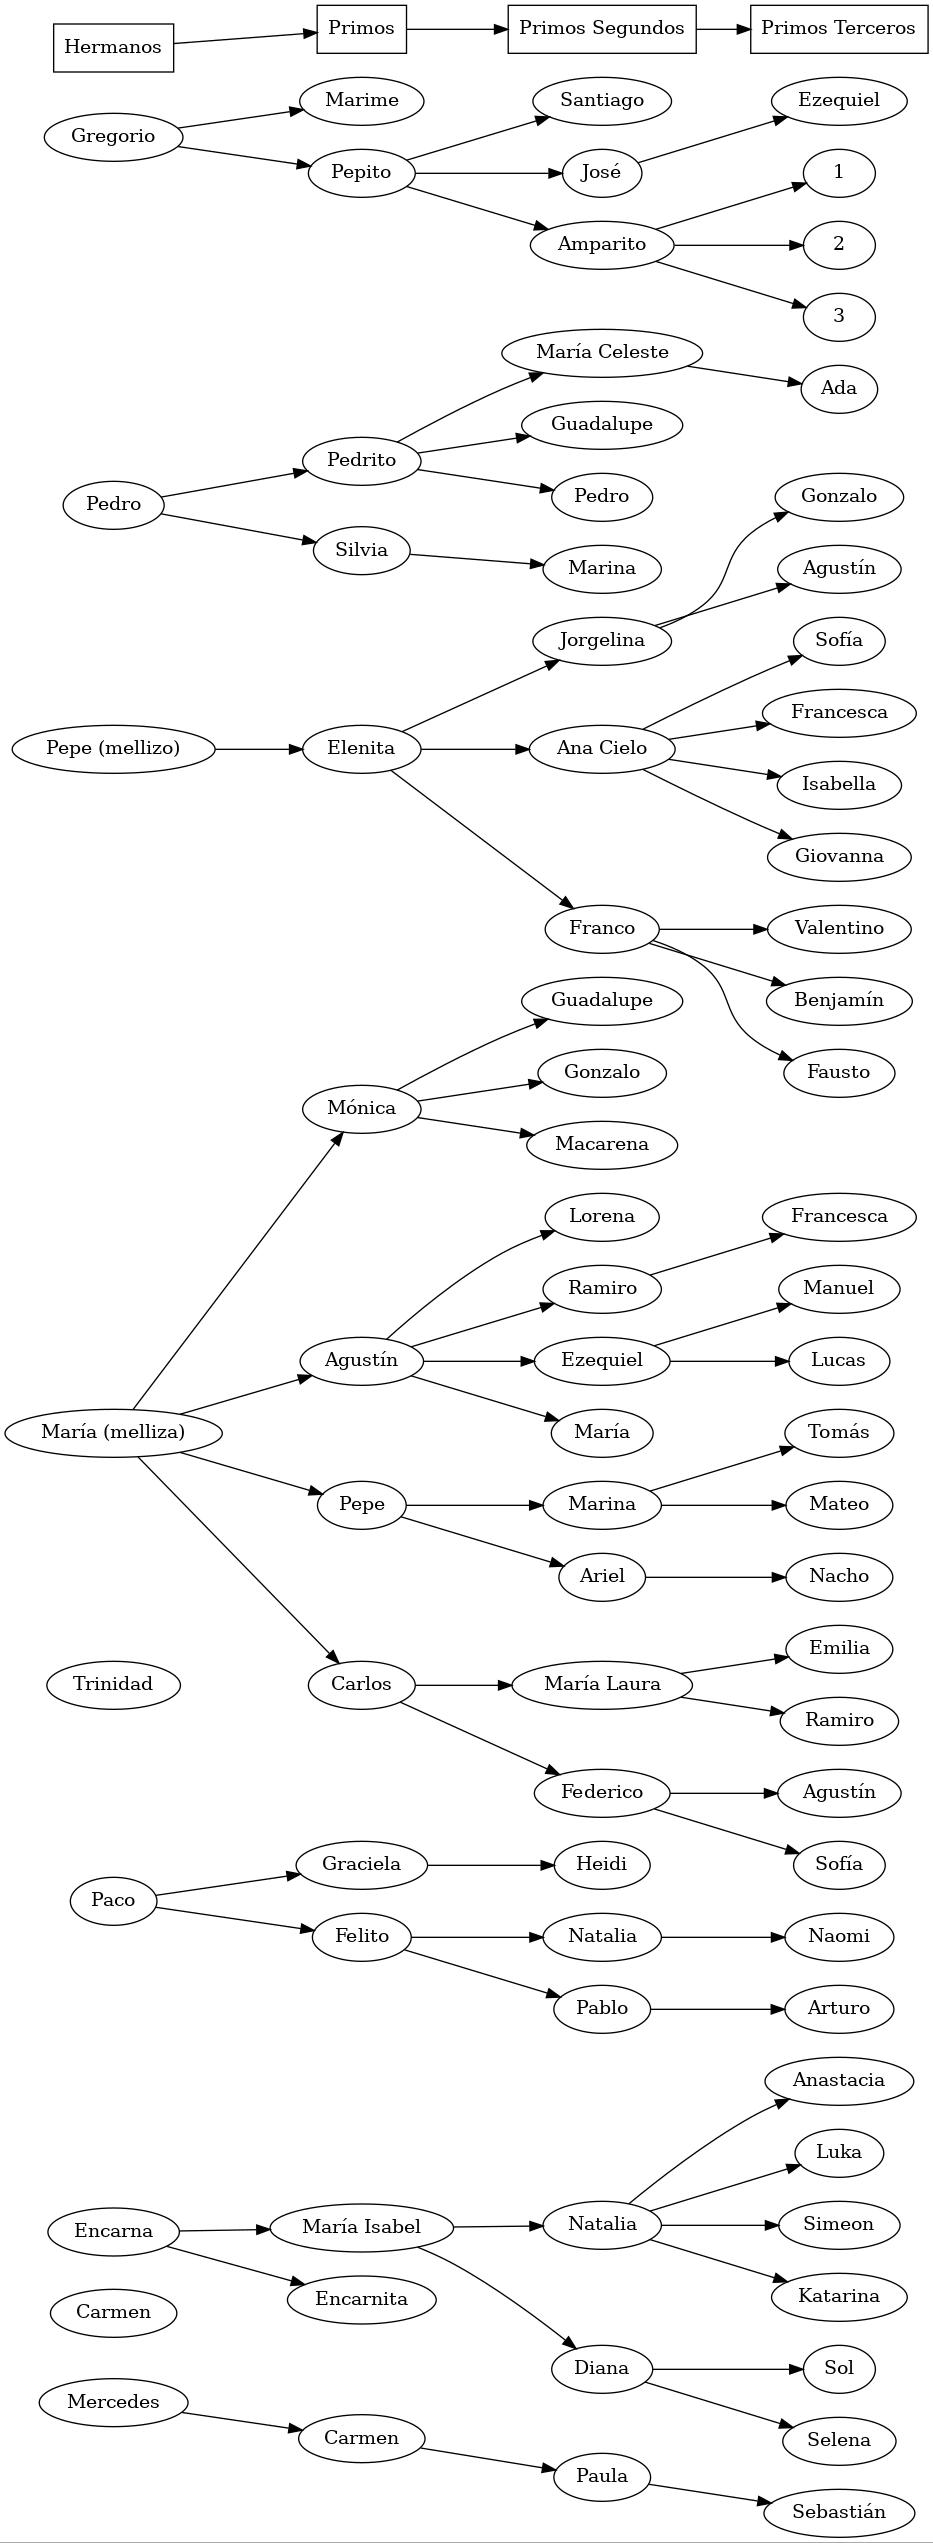 Hermanos
Primos
Primos Segundos
Primos Terceros
Gregorio
Marime
Pepito
Santiago
José
Amparito
Ezequiel
1
2
3
Pedro
Pedrito
Silvia
María Celeste
Guadalupe
Pedro
Marina
Ada
Pepe (mellizo)
Elenita
Jorgelina
Ana Cielo
Franco
Gonzalo
Agustín
Sofía
Francesca
Isabella
Giovanna
Valentino
Benjamín
Fausto
María (melliza)
Mónica
Guadalupe
Gonzalo
Macarena
Agustín
Lorena
Ramiro
Ezequiel
María
Francesca
Manuel
Lucas
Pepe
Marina
Ariel
Tomás
Mateo
Nacho
Carlos
María Laura
Federico
Emilia
Ramiro
Agustín
Sofía
Trinidad
Paco
Graciela
Felito
Heidi
Natalia
Pablo
Naomi
Arturo
Encarna
María Isabel
Encarnita
Natalia
Diana
Anastacia
Luka
Simeon
Katarina
Sol
Selena
Carmen
Mercedes
Carmen
Paula
Sebastián